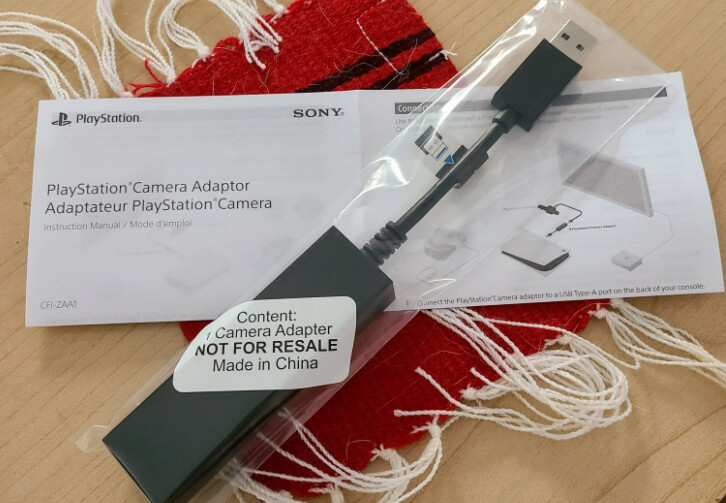 PlayStation®
SONY®
PlayStation®Camera Adaptor
Adaptateur PlayStation®Camera
Instruction Manual / Mode d'emploi
CFI-ZAA1
Content:
Camera Adapter
NOT FOR RESALE
Made in China
Connect the PlayStation®Camera adaptor to a USB Type-A port on the back of your console.